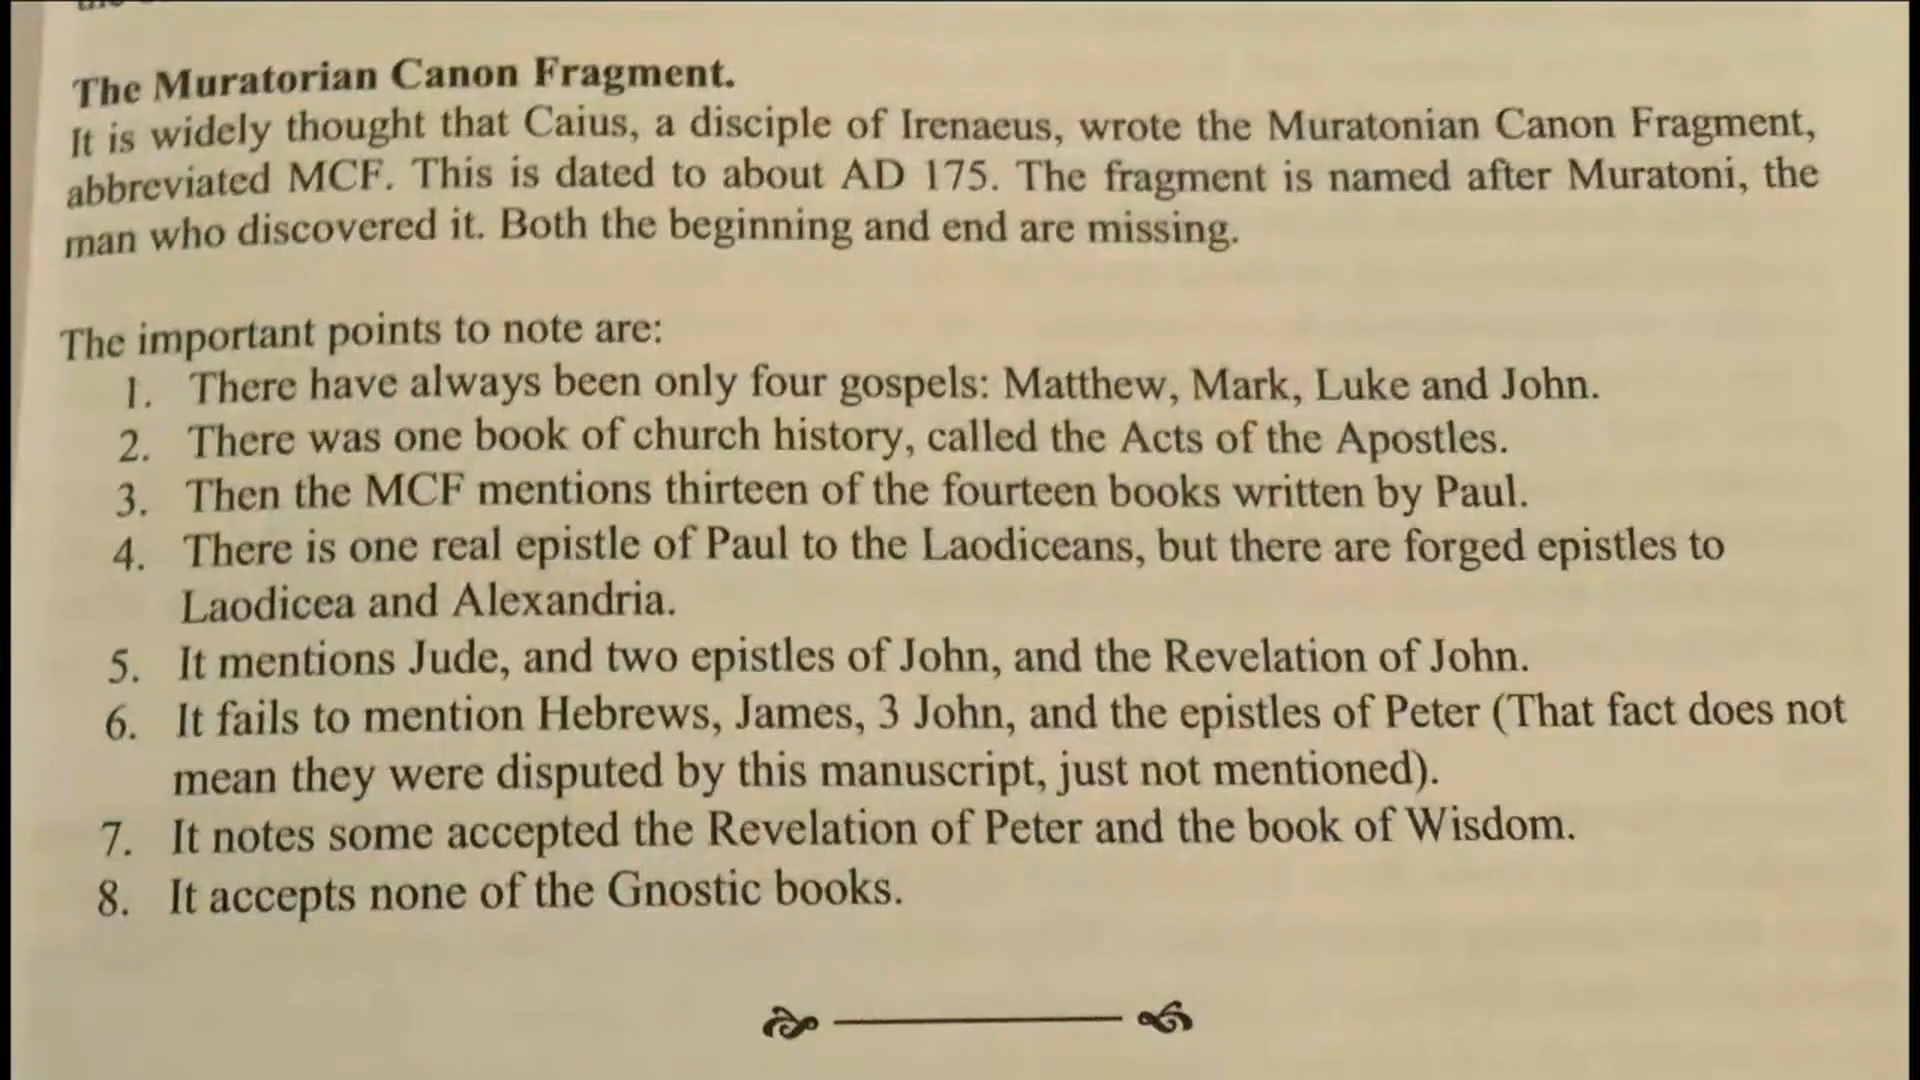 The Muratorian Canon Fragment.
It is widely thought that Caius, a disciple of Irenaeus, wrote the Muratonian Canon Fragment,
abbreviated MCF. This is dated to about AD 175. The fragment is named after Muratoni, the
man who discovered it. Both the beginning and end are missing.
The important points to note are:
1. There have always been only four gospels: Matthew, Mark, Luke and John.
2. There was one book of church history, called the Acts of the Apostles.
3. Then the MCF mentions thirteen of the fourteen books written by Paul.
4. There is one real epistle of Paul to the Laodiceans, but there are forged epistles to
Laodicea and Alexandria.
5. It mentions Jude, and two epistles of John, and the Revelation of John.
6. It fails to mention Hebrews, James, 3 John, and the epistles of Peter (That fact does not
mean they were disputed by this manuscript, just not mentioned).
7. It notes some accepted the Revelation of Peter and the book of Wisdom.
8. It accepts none of the Gnostic books.